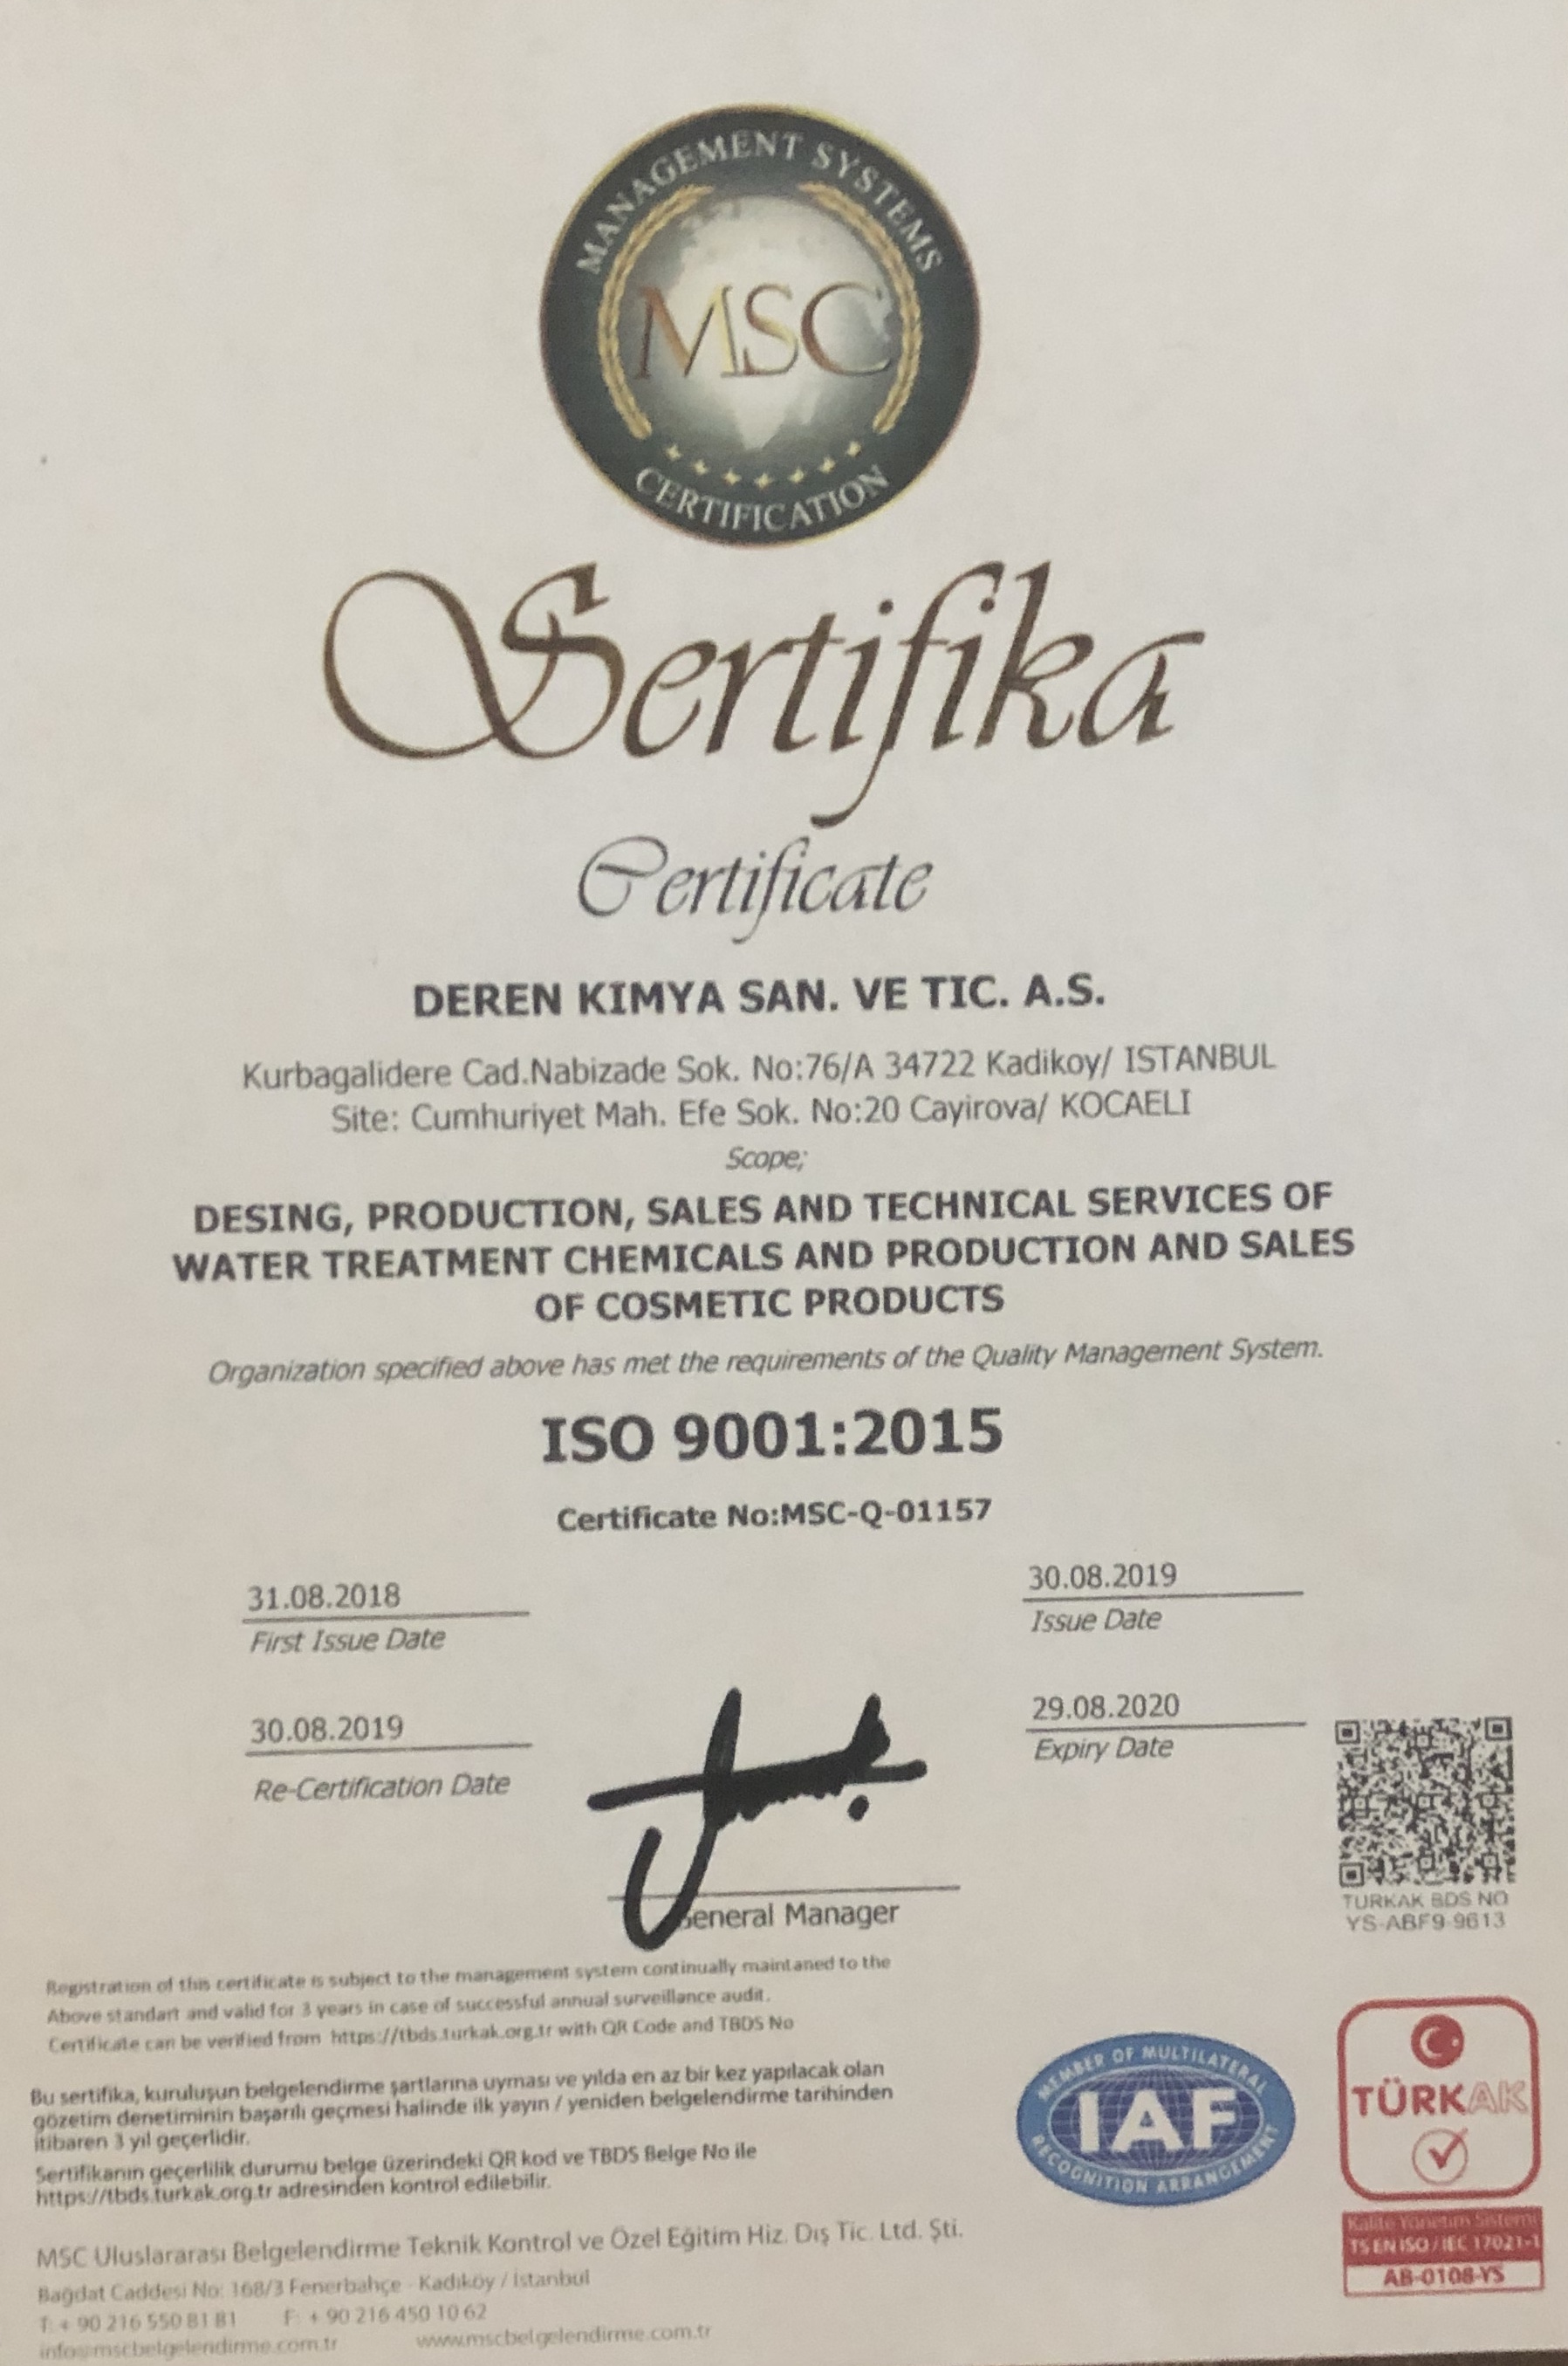 MANAGEMENT SYSTEMS
MSC
CERTIFICATION
Sertifika
Certificate
DEREN KIMYA SAN. VE TIC. A.S.
Kurbagalidere Cad.Nabizade Sok. No:76/A 34722 Kadikoy/ ISTANBUL
Site: Cumhuriyet Mah. Efe Sok. No:20 Cayirova/ KOCAELI
Scope;
DESING, PRODUCTION, SALES AND TECHNICAL SERVICES OF
WATER TREATMENT CHEMICALS AND PRODUCTION AND SALES
OF COSMETIC PRODUCTS
Organization specified above has met the requirements of the Quality Management System.
ISO 9001:2015
Certificate No:MSC-Q-01157
31.08.2018
First Issue Date
30.08.2019
Issue Date
30.08.2019
Re-Certification Date
29.08.2020
Expiry Date
General Manager
TURKAK BDS NO
YS-ABF9-9613
Registration of this certificate is subject to the management system continually maintaned to the
Above standart and valid for 3 years in case of successful annual surveillance audit.
Certificate can be verified from https://tbds.turkak.org.tr with QR Code and TBDS No
Bu sertifika, kuruluşun belgelendirme şartlarına uyması ve yılda en az bir kez yapılacak olan
gözetim denetiminin başarılı geçmesi halinde ilk yayın / yeniden belgelendirme tarihinden
itibaren 3 yıl geçerlidir.
Sertifikanın geçerlilik durumu belge üzerindeki QR kod ve TBDS Belge No ile
https://tbds.turkak.org.tr adresinden kontrol edilebilir.
MSC Uluslararası Belgelendirme Teknik Kontrol ve Özel Eğitim Hiz. Dış Tic. Ltd. Şti.
Bağdat Caddesi No: 168/3 Fenerbahçe - Kadıköy / İstanbul
T: + 90 216 550 81 81 F: + 90 216 450 10 62
info@mscbelgelendirme.com.tr www.mscbelgelendirme.com.tr
MEMBER OF MULTILATERAL
IAF
RECOGNITION ARRANGEMENT
TÜRKAK
Kalite Yönetim Sistemi
TS EN ISO / IEC 17021-1
AB-0108-YS